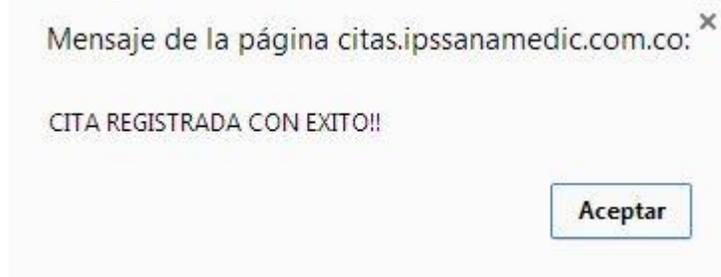 Mensaje de la página citas.ipssanamedic.com.co:
CITA REGISTRADA CON EXITO!!
Aceptar